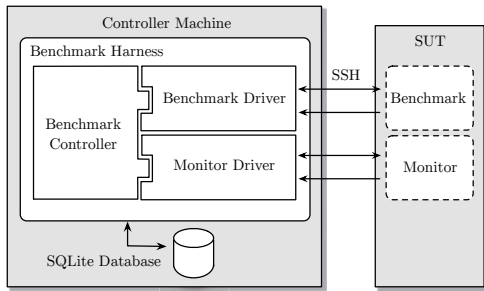 Controller Machine
Benchmark Harness
Benchmark
Controller
Benchmark Driver
Monitor Driver
SQLite Database
SSH
SUT
Benchmark
Monitor